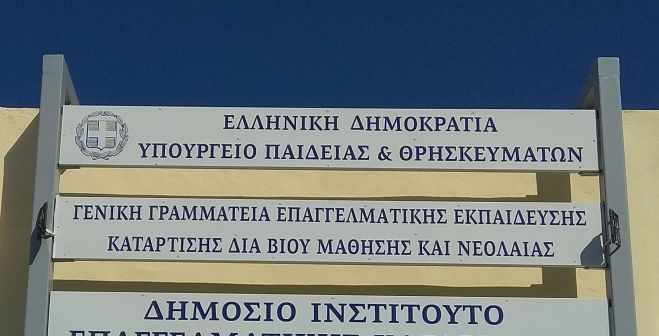 ΕΛΛΗΝΙΚΗ ΔΗΜΟΚΡΑΤΙΑ
ΥΠΟΥΡΓΕΙΟ ΠΑΙΔΕΙΑΣ & ΘΡΗΣΚΕΥΜΑΤΩΝ
ΓΕΝΙΚΗ ΓΡΑΜΜΑΤΕΙΑ ΕΠΑΓΓΕΛΜΑΤΙΚΗΣ ΕΚΠΑΙΔΕΥΣΗΣ
ΚΑΤΑΡΤΙΣΗΣ ΔΙΑ ΒΙΟΥ ΜΑΘΗΣΗΣ ΚΑΙ ΝΕΟΛΑΙΑΣ
ΔΗΜΟΣΙΟ ΙΝΣΤΙΤΟΥΤΟ